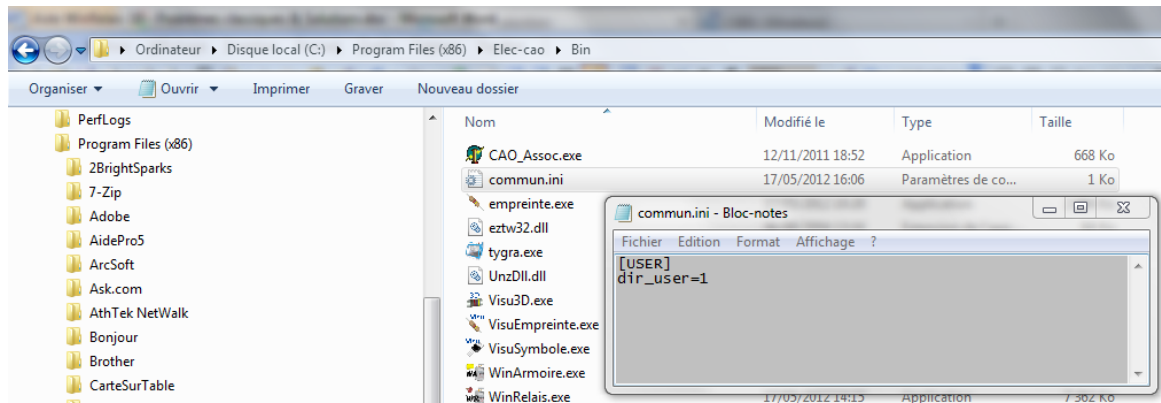 Ordinateur Disque local (C:) Program Files (x86) Elec-cao Bin
Organiser Ouvrir Imprimer Graver Nouveau dossier
PerfLogs
Program Files (x86)
2BrightSparks
7-Zip
Adobe
AidePro5
ArcSoft
Ask.com
AthTek NetWalk
Bonjour
Brother
CarteSurTable
Nom Modifié le Type Taille
CAO_Assoc.exe 12/11/2011 18:52 Application 668 Ko
commun.ini 17/05/2012 16:06 Paramètres de co... 1 Ko
empreinte.exe
eztw32.dll
tygra.exe
UnzDll.dll
Visu3D.exe
VisuEmpreinte.exe
VisuSymbole.exe
WinArmoire.exe
WinRelais.exe 17/05/2012 14:15 Application 7 362 Ko
commun.ini - Bloc-notes
Fichier Edition Format Affichage ?
[USER]
dir_user=1